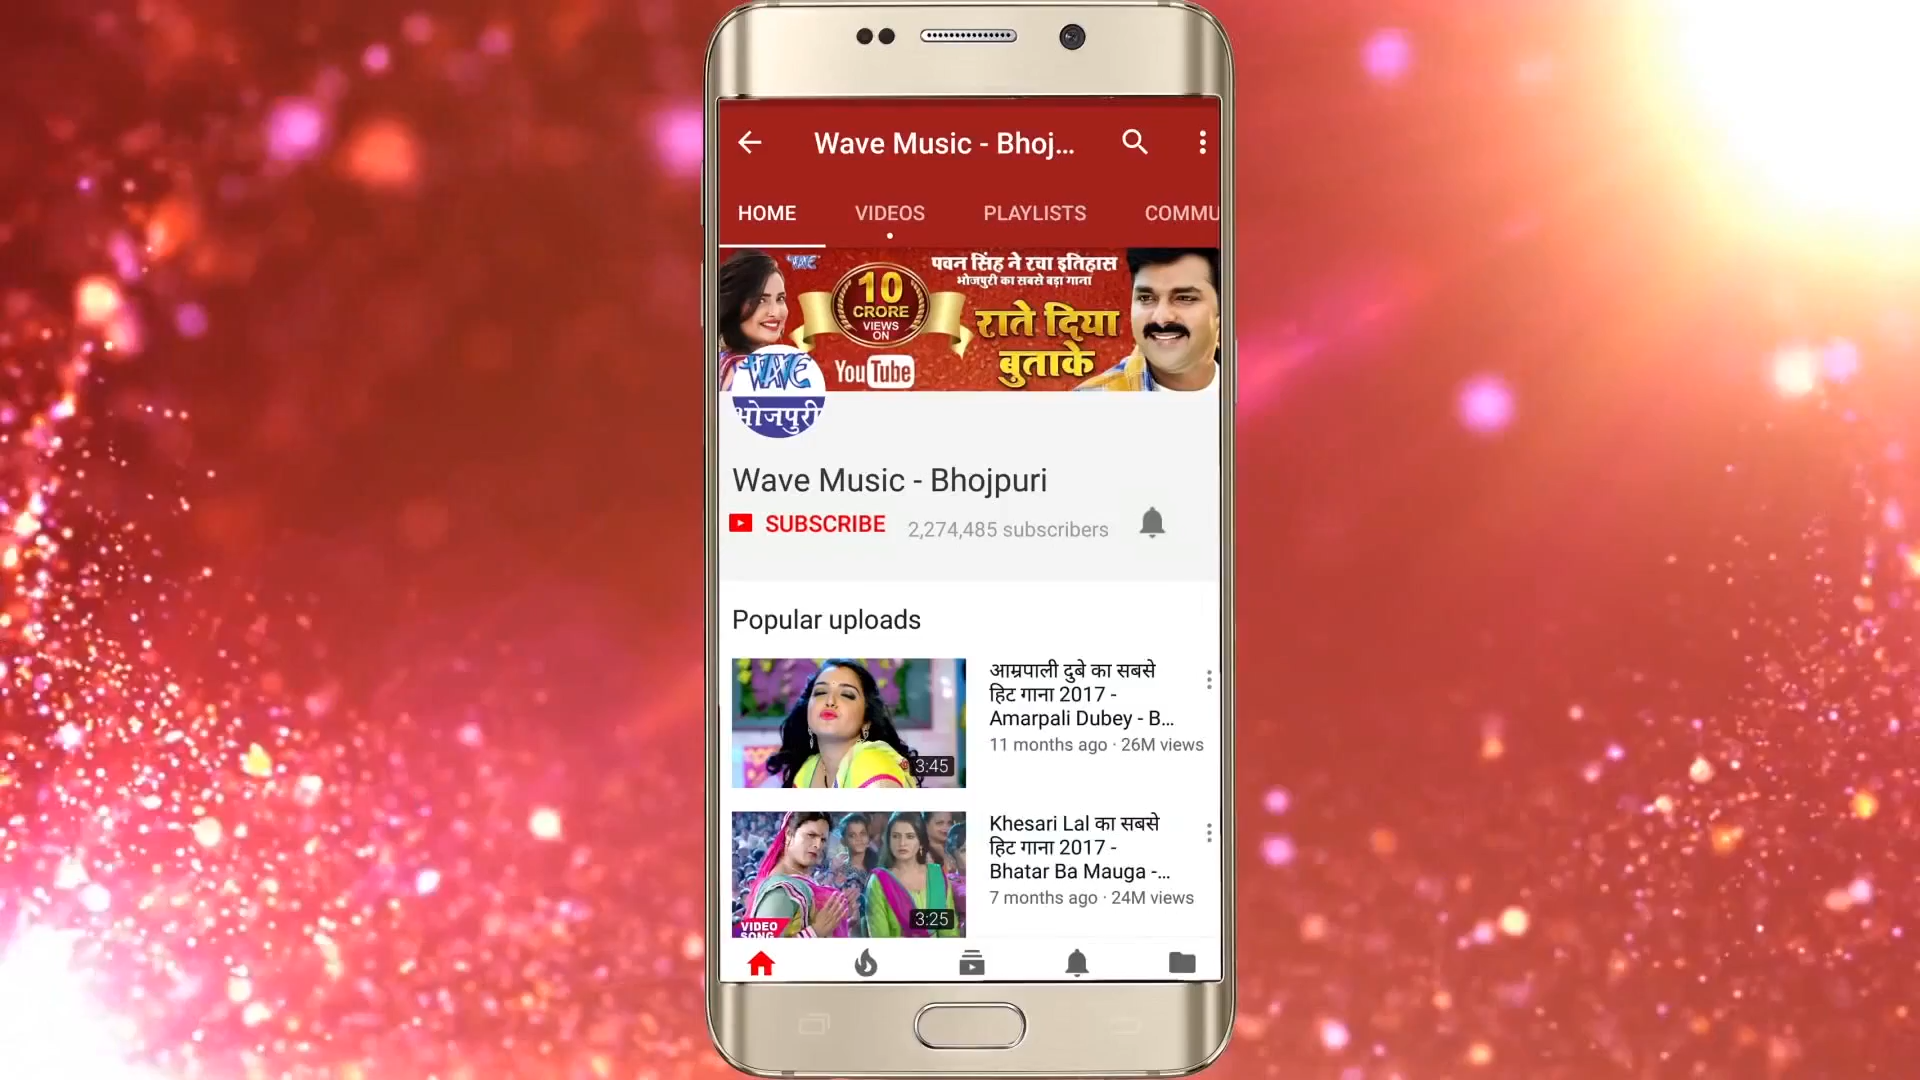 Wave Music - Bhoj...
HOME VIDEOS PLAYLISTS COMMU
WAVE
पवन सिंह ने रचा इतिहास
भोजपुरी का सबसे बड़ा गाना
10
CRORE
VIEWS
ON
YouTube
राते दिया
बुताके
WAVE
भोजपुरी
Wave Music - Bhojpuri
SUBSCRIBE 2,274,485 subscribers
Popular uploads
आम्रपाली दुबे का सबसे
हिट गाना 2017 -
Amarpali Dubey - B...
11 months ago · 26M views
3:45
Khesari Lal का सबसे
हिट गाना 2017 -
Bhatar Ba Mauga -...
7 months ago · 24M views
3:25
VIDEO
SONG